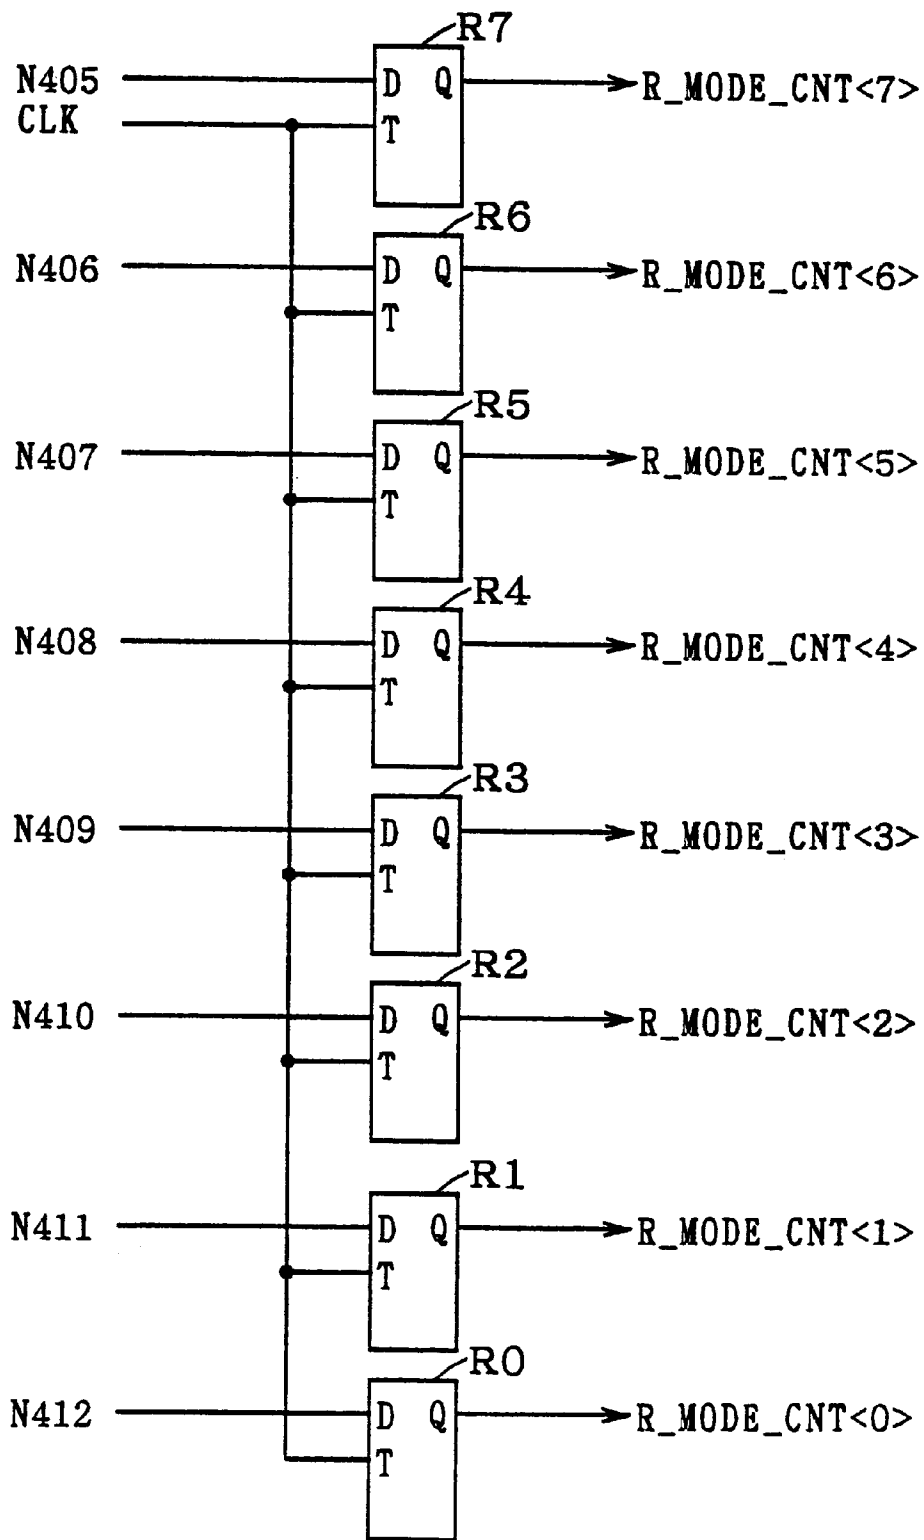 R7
N405 D Q R_MODE_CNT<7>
CLK T
R6
N406 D Q R_MODE_CNT<6>
T
R5
N407 D Q R_MODE_CNT<5>
T
R4
N408 D Q R_MODE_CNT<4>
T
R3
N409 D Q R_MODE_CNT<3>
T
R2
N410 D Q R_MODE_CNT<2>
T
R1
N411 D Q R_MODE_CNT<1>
T
R0
N412 D Q R_MODE_CNT<0>
T